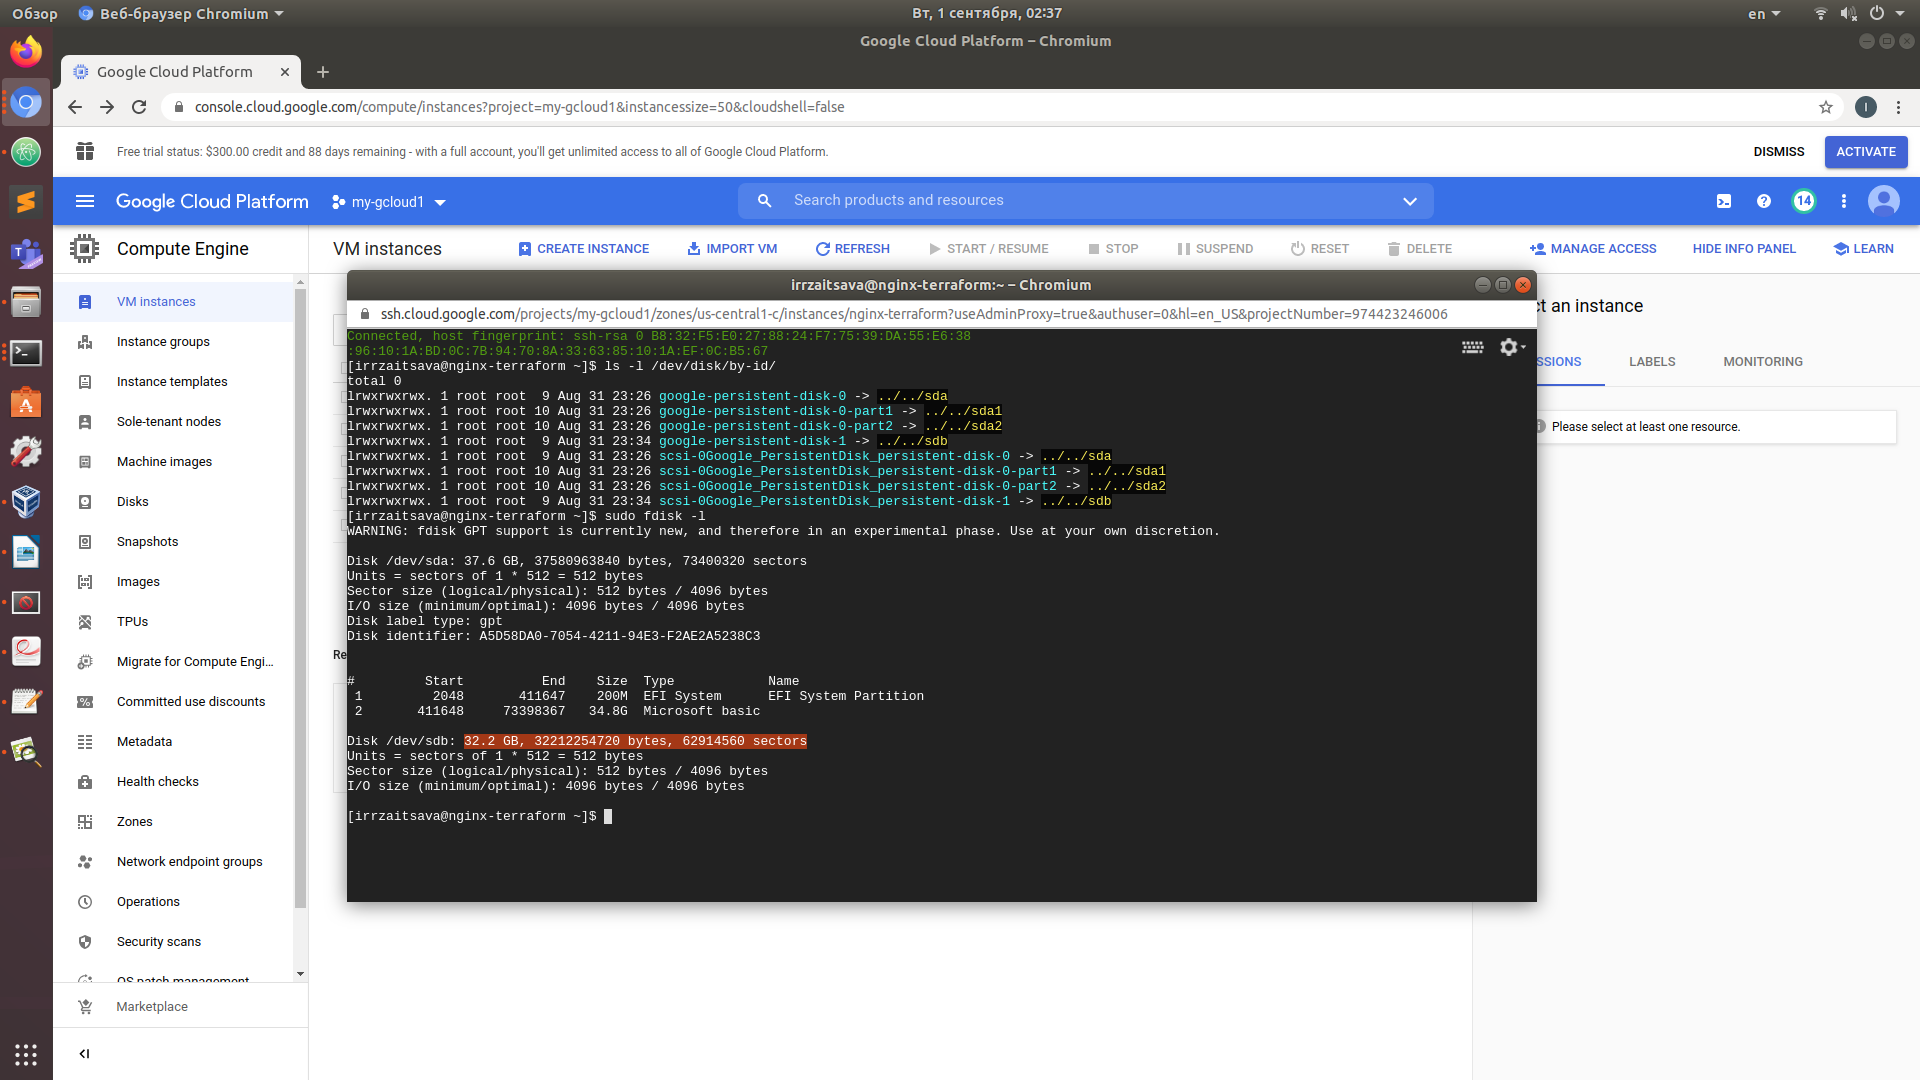 Обзор
Веб-браузер Chromium
Вт, 1 сентября, 02:37
en
Google Cloud Platform – Chromium
Google Cloud Platform
console.cloud.google.com/compute/instances?project=my-gcloud1&instancessize=50&cloudshell=false
I
Free trial status: $300.00 credit and 88 days remaining - with a full account, you'll get unlimited access to all of Google Cloud Platform.
DISMISS
ACTIVATE
Google Cloud Platform
my-gcloud1
Search products and resources
14
Compute Engine
VM instances
CREATE INSTANCE
IMPORT VM
REFRESH
START / RESUME
STOP
SUSPEND
RESET
DELETE
MANAGE ACCESS
HIDE INFO PANEL
LEARN
VM instances
Instance groups
Instance templates
Sole-tenant nodes
Machine images
Disks
Snapshots
Images
TPUs
Migrate for Compute Engi...
Committed use discounts
Metadata
Health checks
Zones
Network endpoint groups
Operations
Security scans
OS patch management
Marketplace
Re
irrzaitsava@nginx-terraform:~ – Chromium
ssh.cloud.google.com/projects/my-gcloud1/zones/us-central1-c/instances/nginx-terraform?useAdminProxy=true&authuser=0&hl=en_US&projectNumber=974423246006
Connected, host fingerprint: ssh-rsa 0 B8:32:F5:E0:27:88:24:F7:75:39:DA:55:E6:38
:96:10:1A:BD:0C:7B:94:70:8A:33:63:85:10:1A:EF:0C:B5:67
[irrzaitsava@nginx-terraform ~]$ ls -l /dev/disk/by-id/
total 0
lrwxrwxrwx. 1 root root  9 Aug 31 23:26 google-persistent-disk-0 -> ../../sda
lrwxrwxrwx. 1 root root 10 Aug 31 23:26 google-persistent-disk-0-part1 -> ../../sda1
lrwxrwxrwx. 1 root root 10 Aug 31 23:26 google-persistent-disk-0-part2 -> ../../sda2
lrwxrwxrwx. 1 root root  9 Aug 31 23:34 google-persistent-disk-1 -> ../../sdb
lrwxrwxrwx. 1 root root  9 Aug 31 23:26 scsi-0Google_PersistentDisk_persistent-disk-0 -> ../../sda
lrwxrwxrwx. 1 root root 10 Aug 31 23:26 scsi-0Google_PersistentDisk_persistent-disk-0-part1 -> ../../sda1
lrwxrwxrwx. 1 root root 10 Aug 31 23:26 scsi-0Google_PersistentDisk_persistent-disk-0-part2 -> ../../sda2
lrwxrwxrwx. 1 root root  9 Aug 31 23:34 scsi-0Google_PersistentDisk_persistent-disk-1 -> ../../sdb
[irrzaitsava@nginx-terraform ~]$ sudo fdisk -l
WARNING: fdisk GPT support is currently new, and therefore in an experimental phase. Use at your own discretion.
Disk /dev/sda: 37.6 GB, 37580963840 bytes, 73400320 sectors
Units = sectors of 1 * 512 = 512 bytes
Sector size (logical/physical): 512 bytes / 4096 bytes
I/O size (minimum/optimal): 4096 bytes / 4096 bytes
Disk label type: gpt
Disk identifier: A5D58DA0-7054-4211-94E3-F2AE2A5238C3
#         Start          End    Size  Type            Name
1         2048       411647    200M  EFI System      EFI System Partition
2       411648     73398367   34.8G  Microsoft basic
Disk /dev/sdb: 32.2 GB, 32212254720 bytes, 62914560 sectors
Units = sectors of 1 * 512 = 512 bytes
Sector size (logical/physical): 512 bytes / 4096 bytes
I/O size (minimum/optimal): 4096 bytes / 4096 bytes
[irrzaitsava@nginx-terraform ~]$
ct an instance
SSIONS
LABELS
MONITORING
Please select at least one resource.